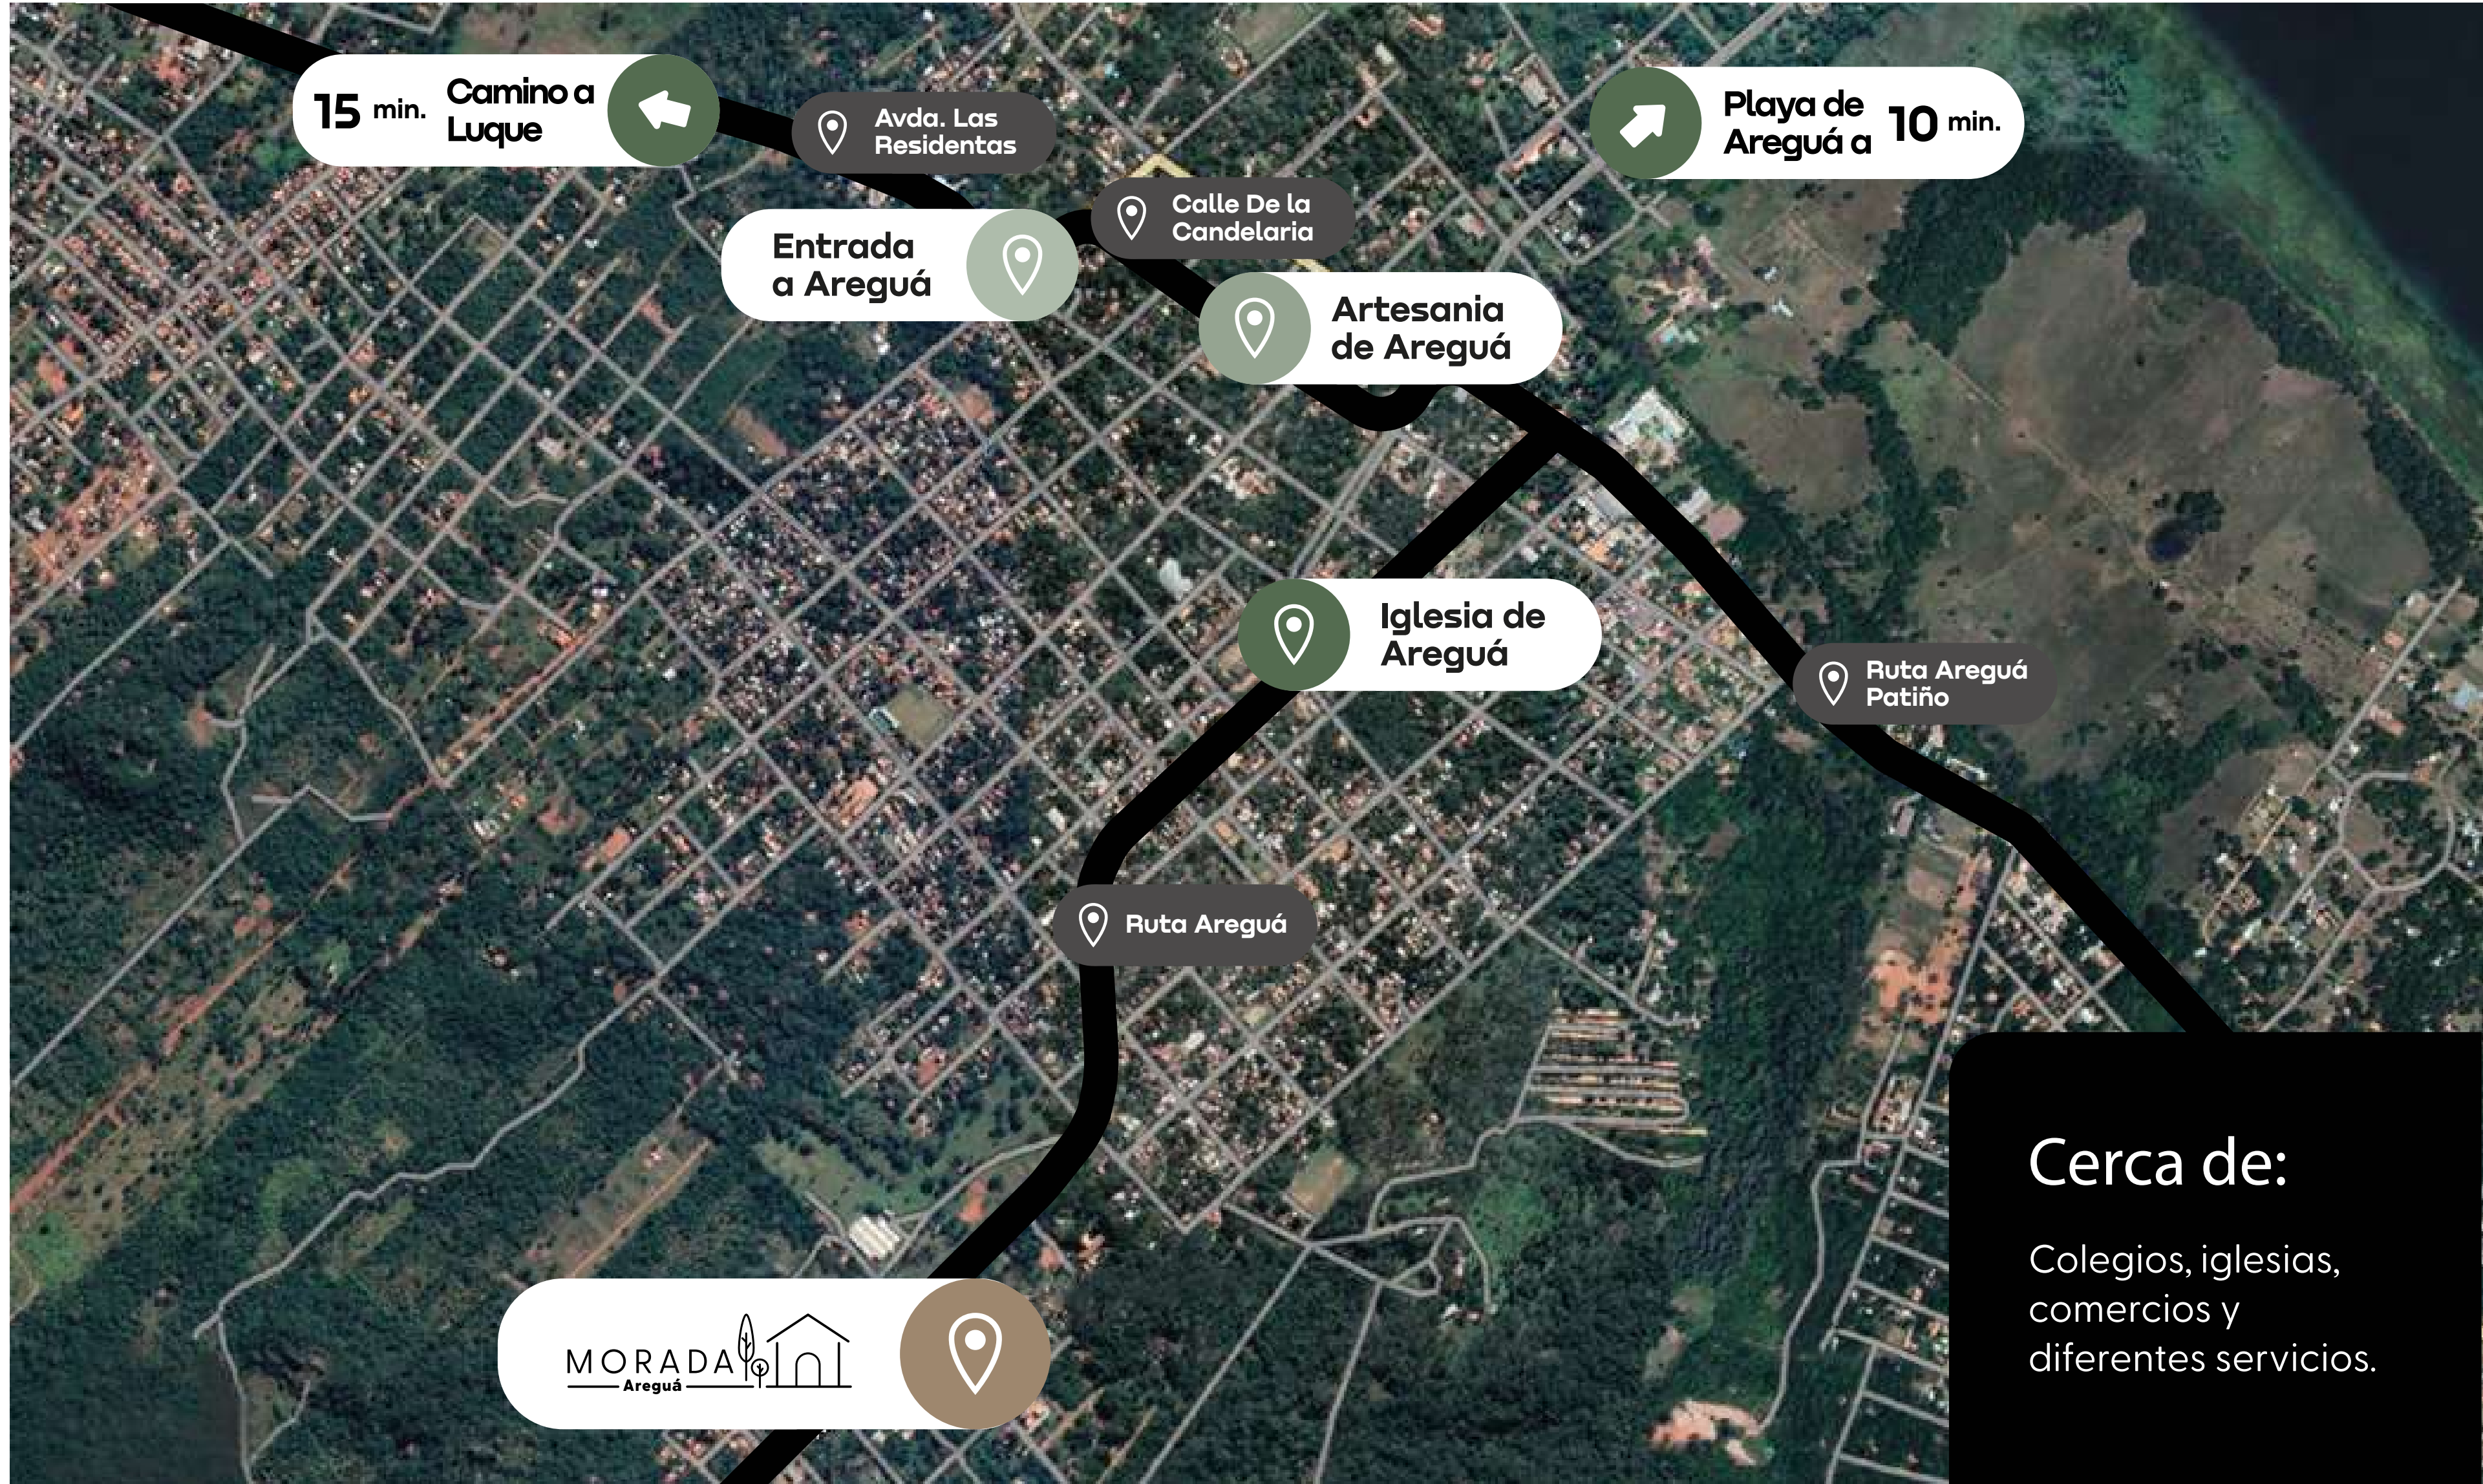 15 min.
Camino a
Luque
Avda. Las
Residentas
Playa de
Areguá a
10 min.
Calle De la
Candelaria
Entrada
a Areguá
Artesania
de Areguá
Iglesia de
Areguá
Ruta Areguá
Patiño
Ruta Areguá
MORADA
Areguá
Cerca de:
Colegios, iglesias,
comercios y
diferentes servicios.